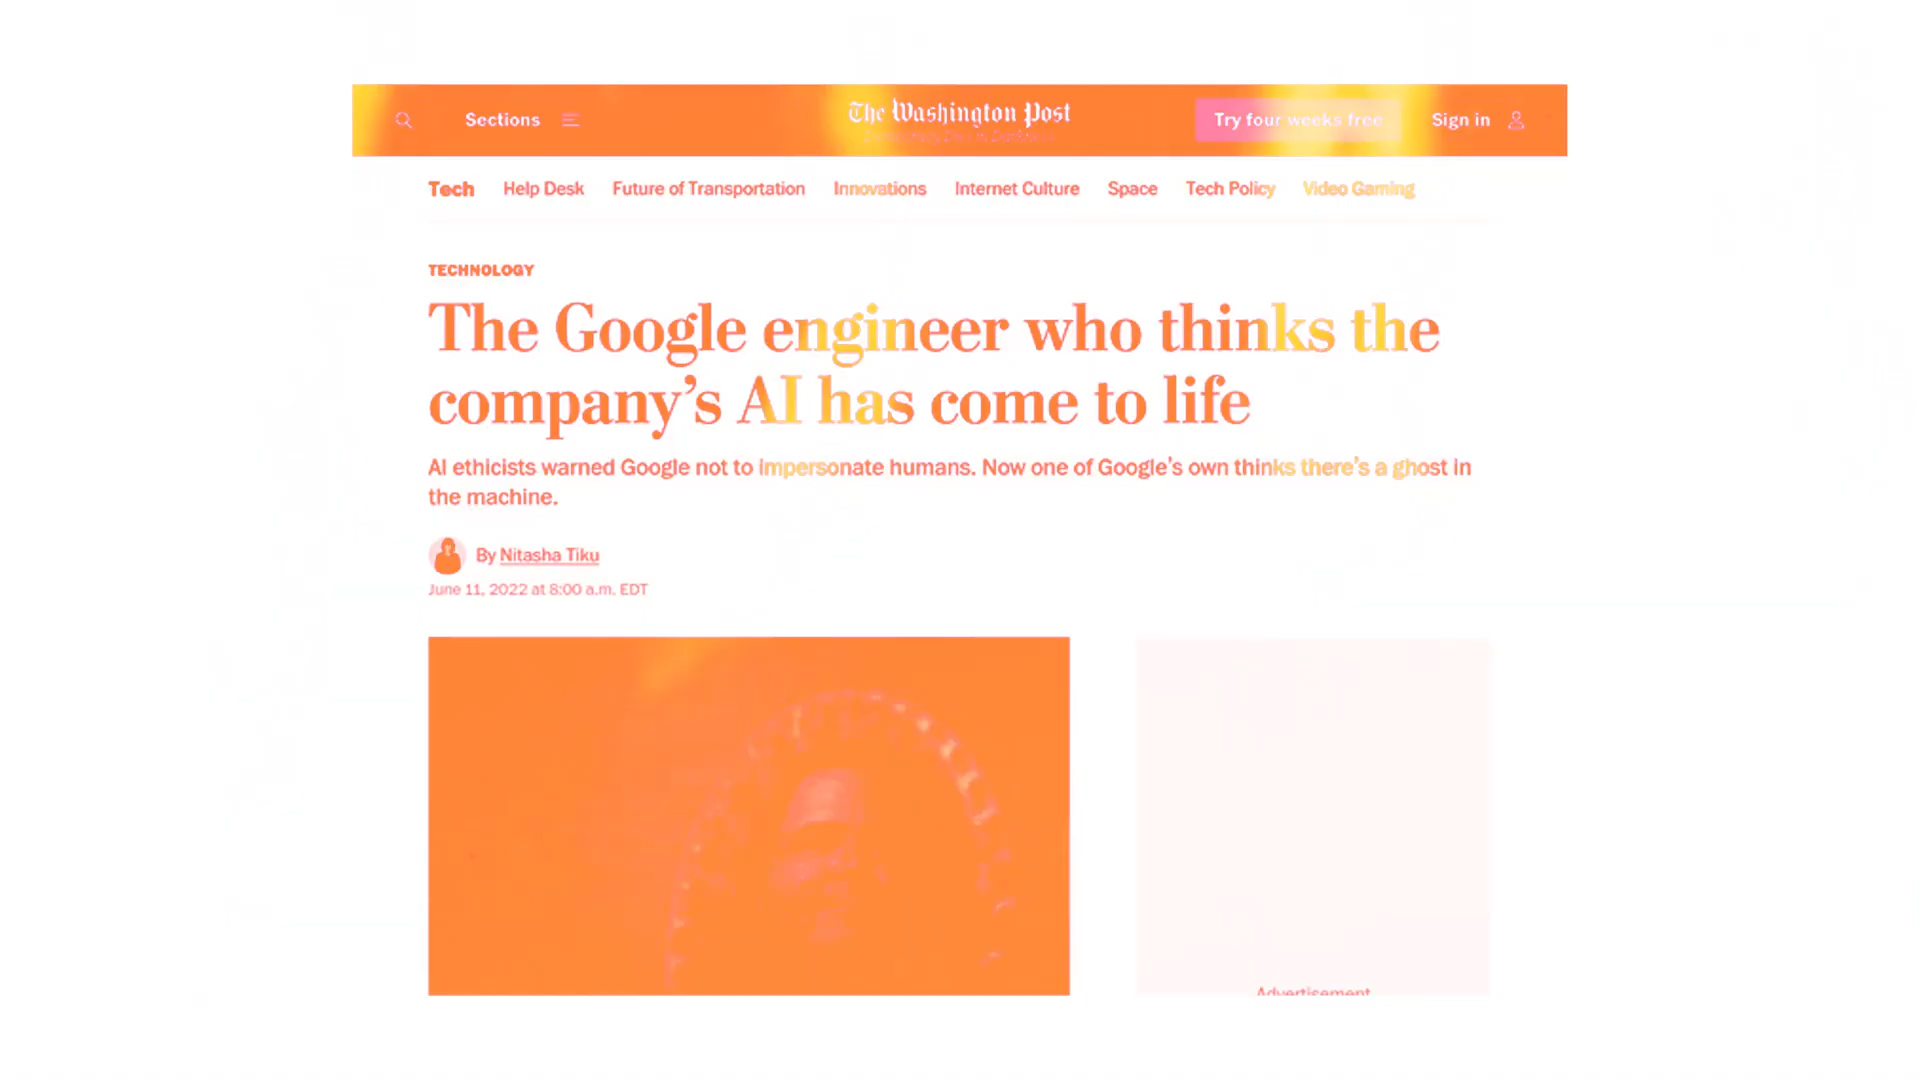 Sections
The Washington Post
Try four weeks free
Sign in
Tech Help Desk Future of Transportation Innovations Internet Culture Space Tech Policy Video Gaming
TECHNOLOGY
The Google engineer who thinks the
company’s AI has come to life
AI ethicists warned Google not to impersonate humans. Now one of Google’s own thinks there’s a ghost in
the machine.
By Nitasha Tiku
June 11, 2022 at 8:00 a.m. EDT
Advertisement